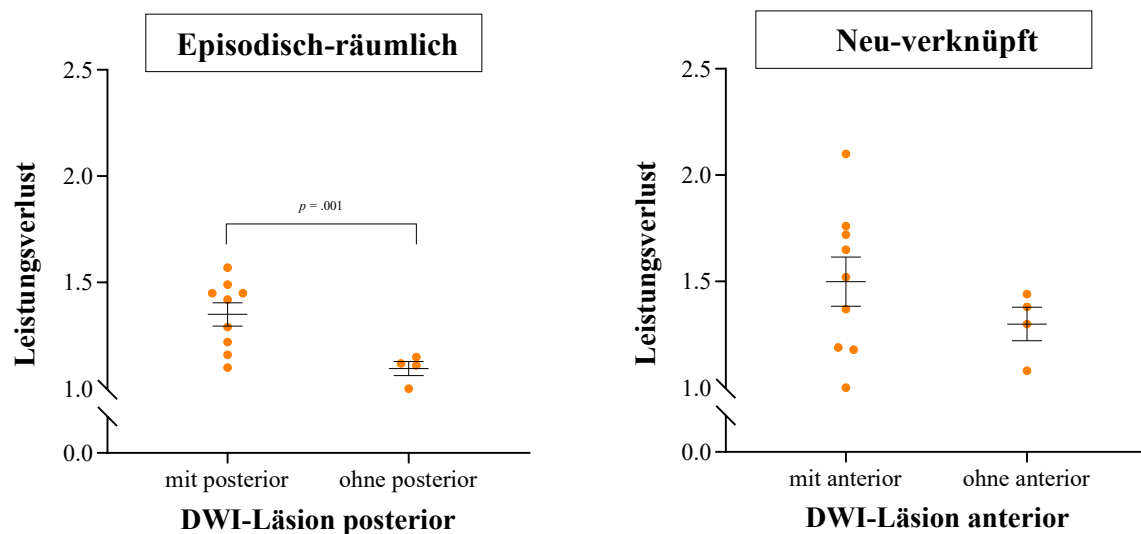 Episodisch-räumlich
Leistungsverlust
2.5
2.0
1.5
1.0
0.0
p = .001
mit posterior
ohne posterior
DWI-Läsion posterior
Neu-verknüpft
Leistungsverlust
2.5
2.0
1.5
1.0
0.0
mit anterior
ohne anterior
DWI-Läsion anterior